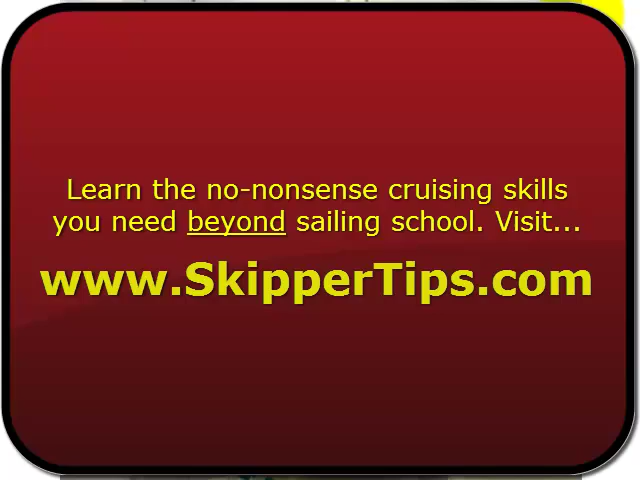 Learn the no-nonsense cruising skills
you need beyond sailing school. Visit...
www.SkipperTips.com